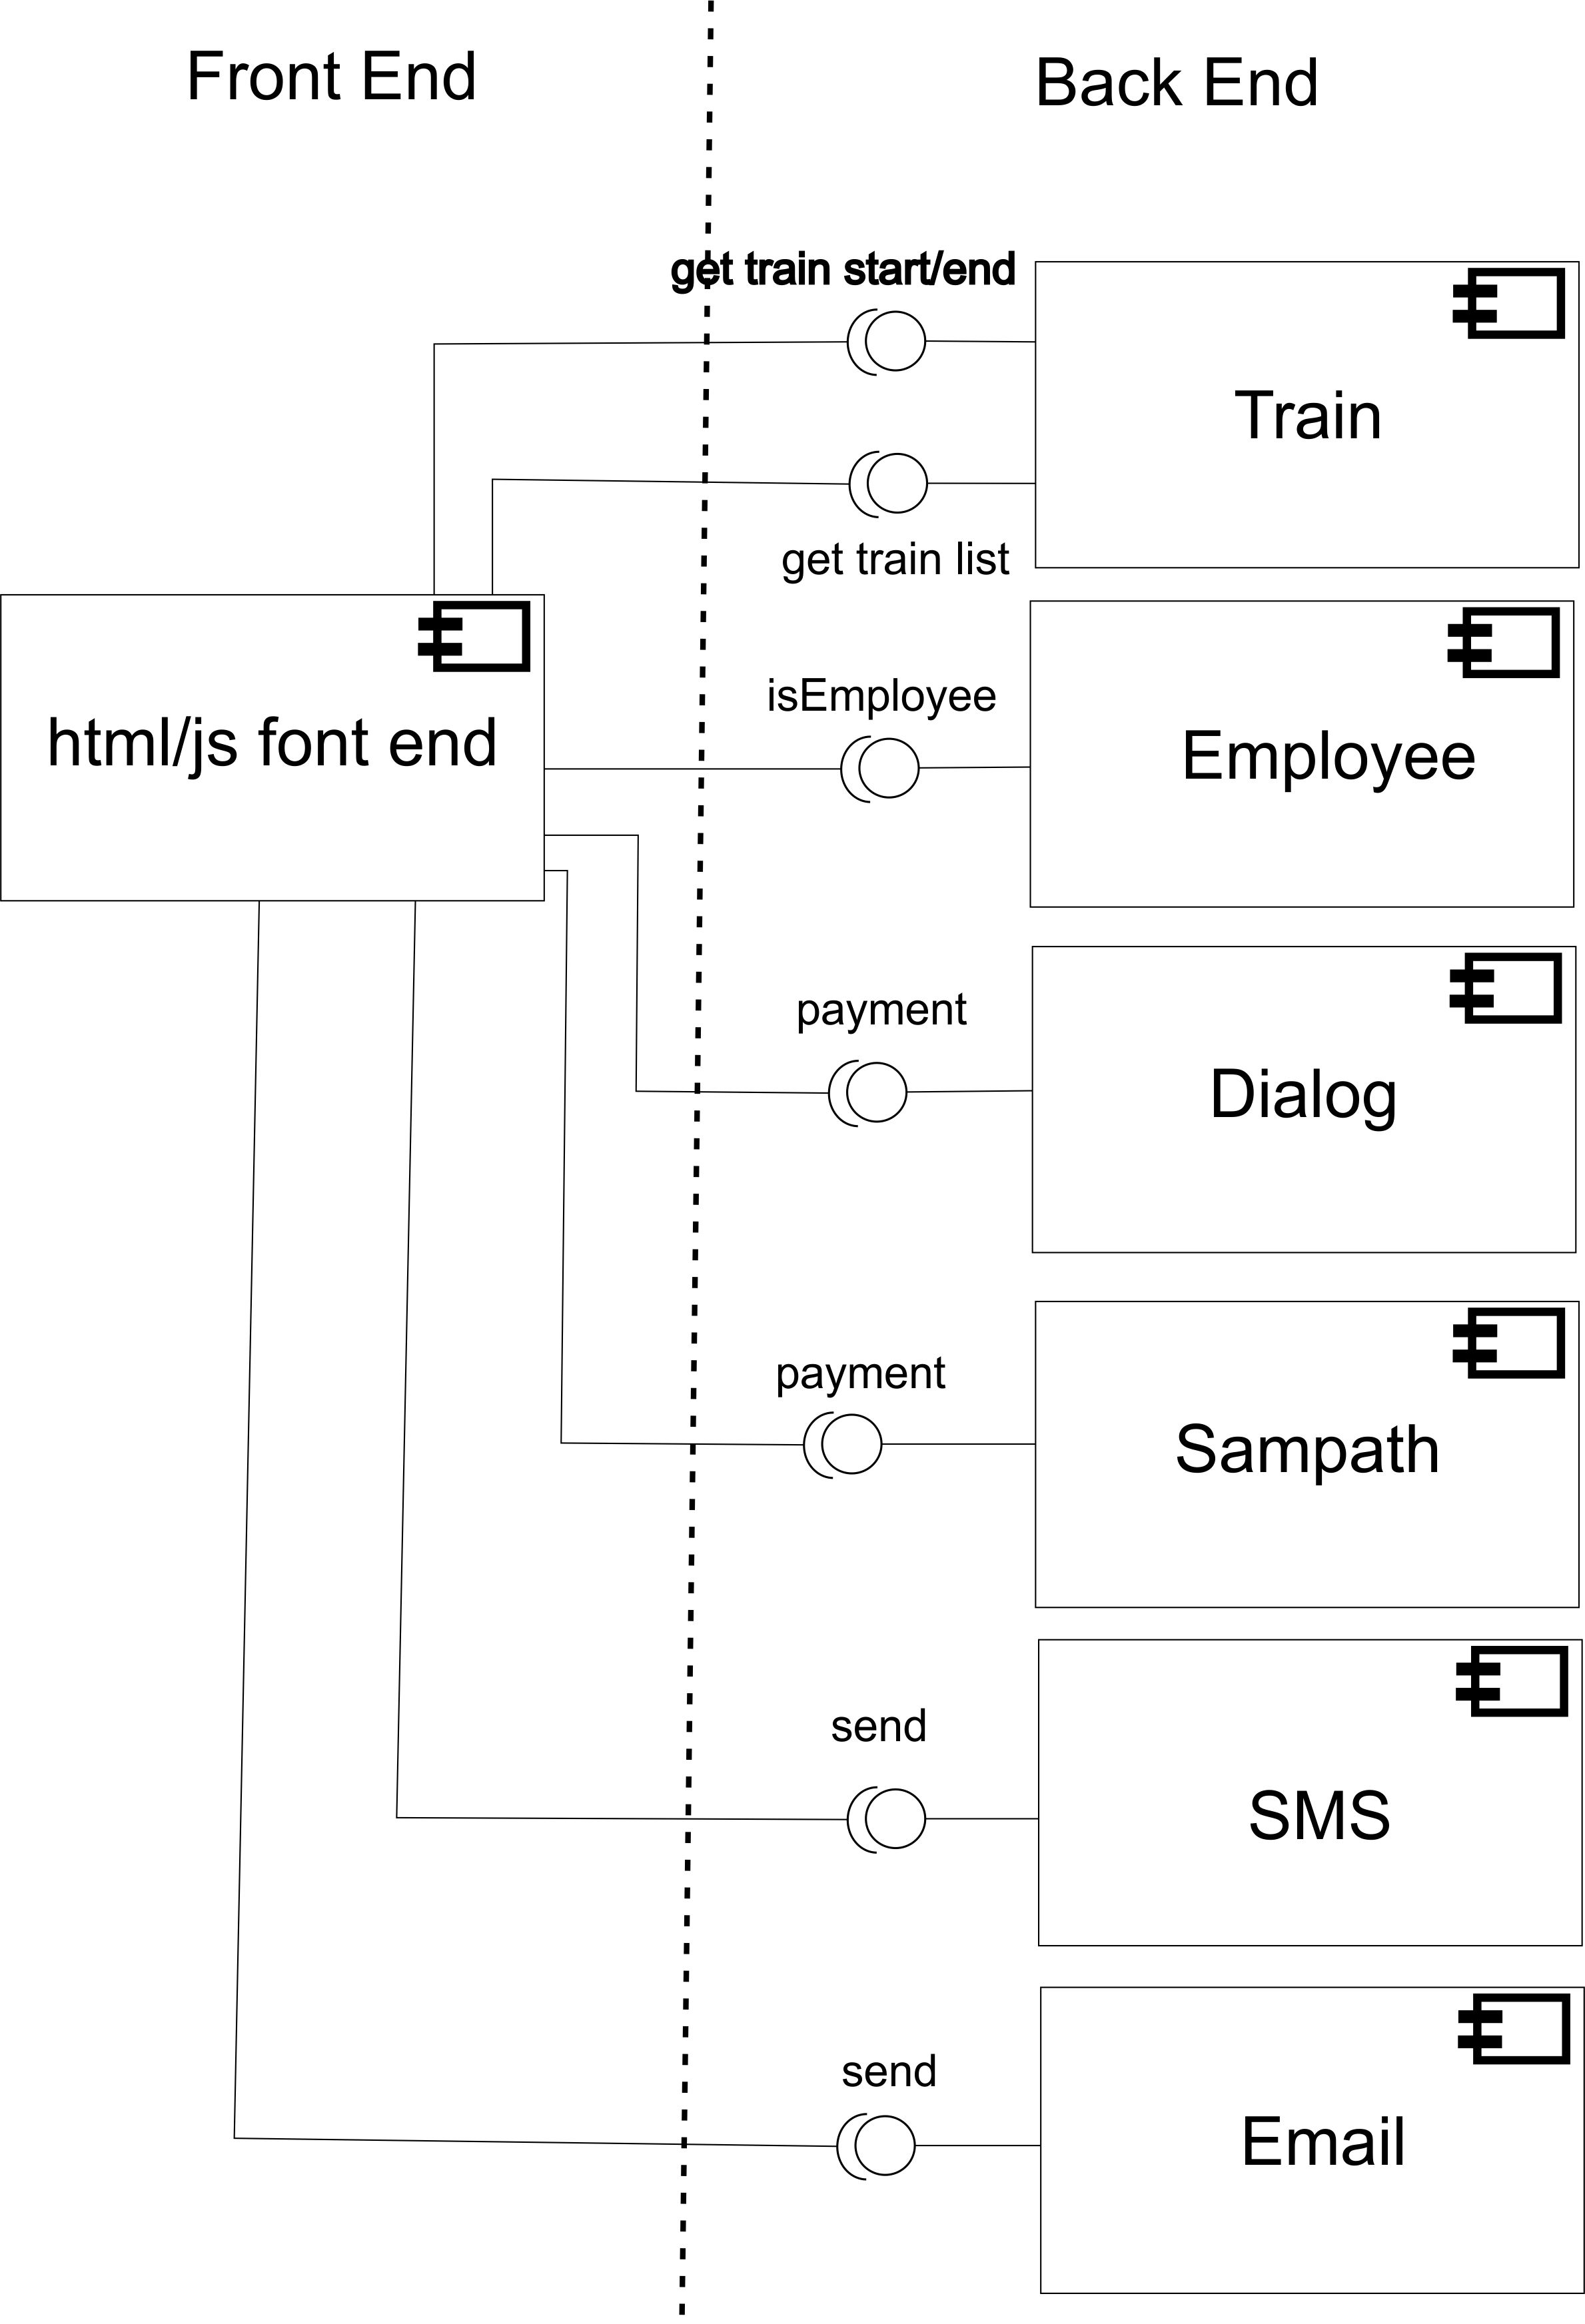 Front End
Back End
get train start/end
Train
get train list
html/js font end
isEmployee
Employee
payment
Dialog
payment
Sampath
send
SMS
send
Email